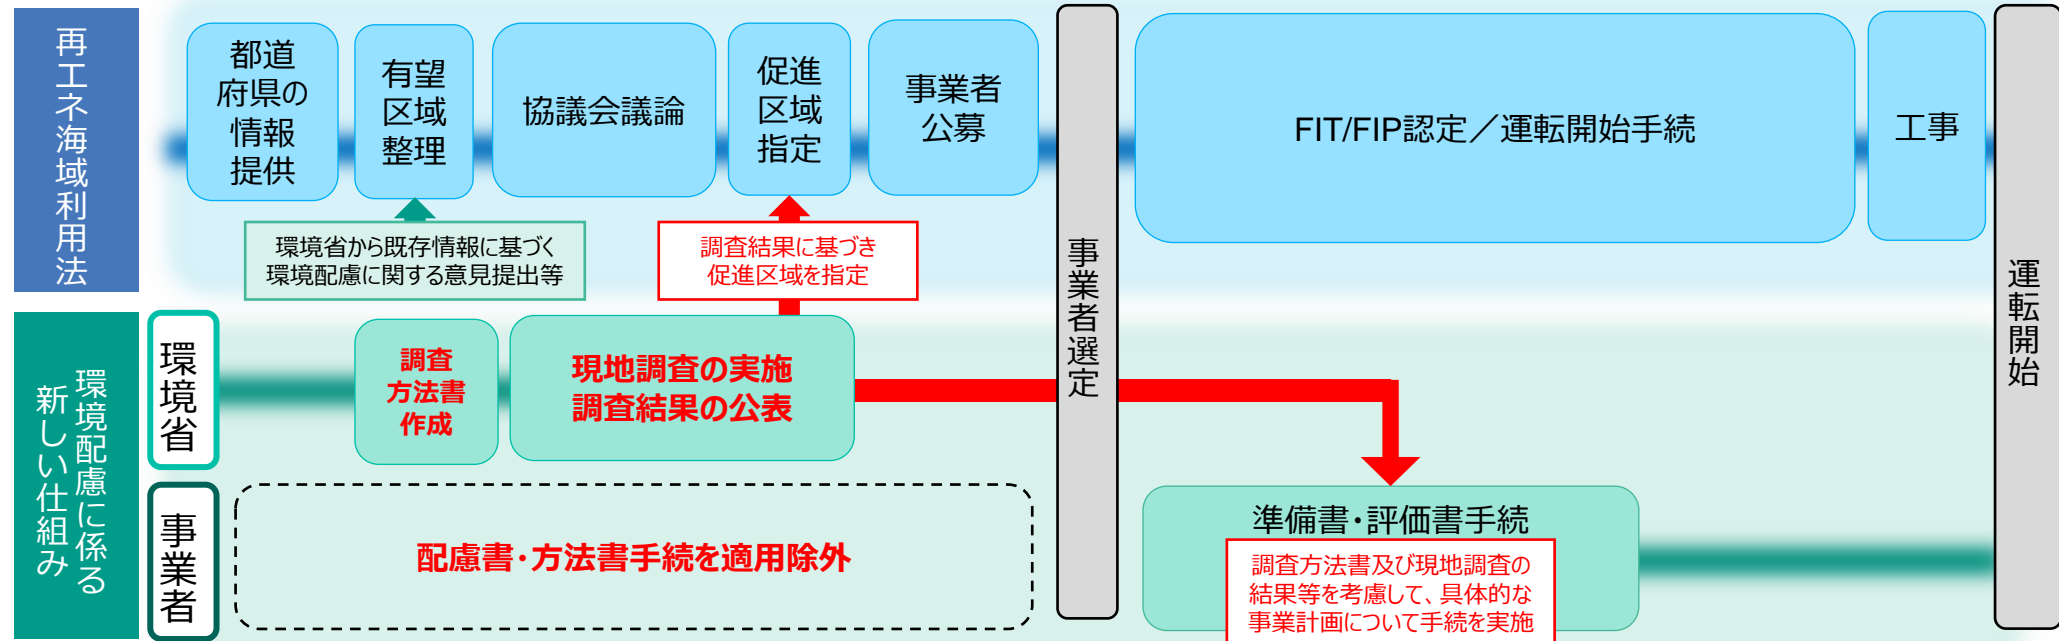 再エネ海域利用法
都道
府県の
情報
提供
有望
区域
整理
協議会議論
促進
区域
指定
事業者
公募
事業者選定
FIT/FIP認定／運転開始手続
工事
運転開始
環境省から既存情報に基づく
環境配慮に関する意見提出等
調査結果に基づき
促進区域を指定
環境配慮に係る
新しい仕組み
環境省
調査
方法書
作成
現地調査の実施
調査結果の公表
事業者
配慮書・方法書手続を適用除外
準備書・評価書手続
調査方法書及び現地調査の
結果等を考慮して、具体的な
事業計画について手続を実施